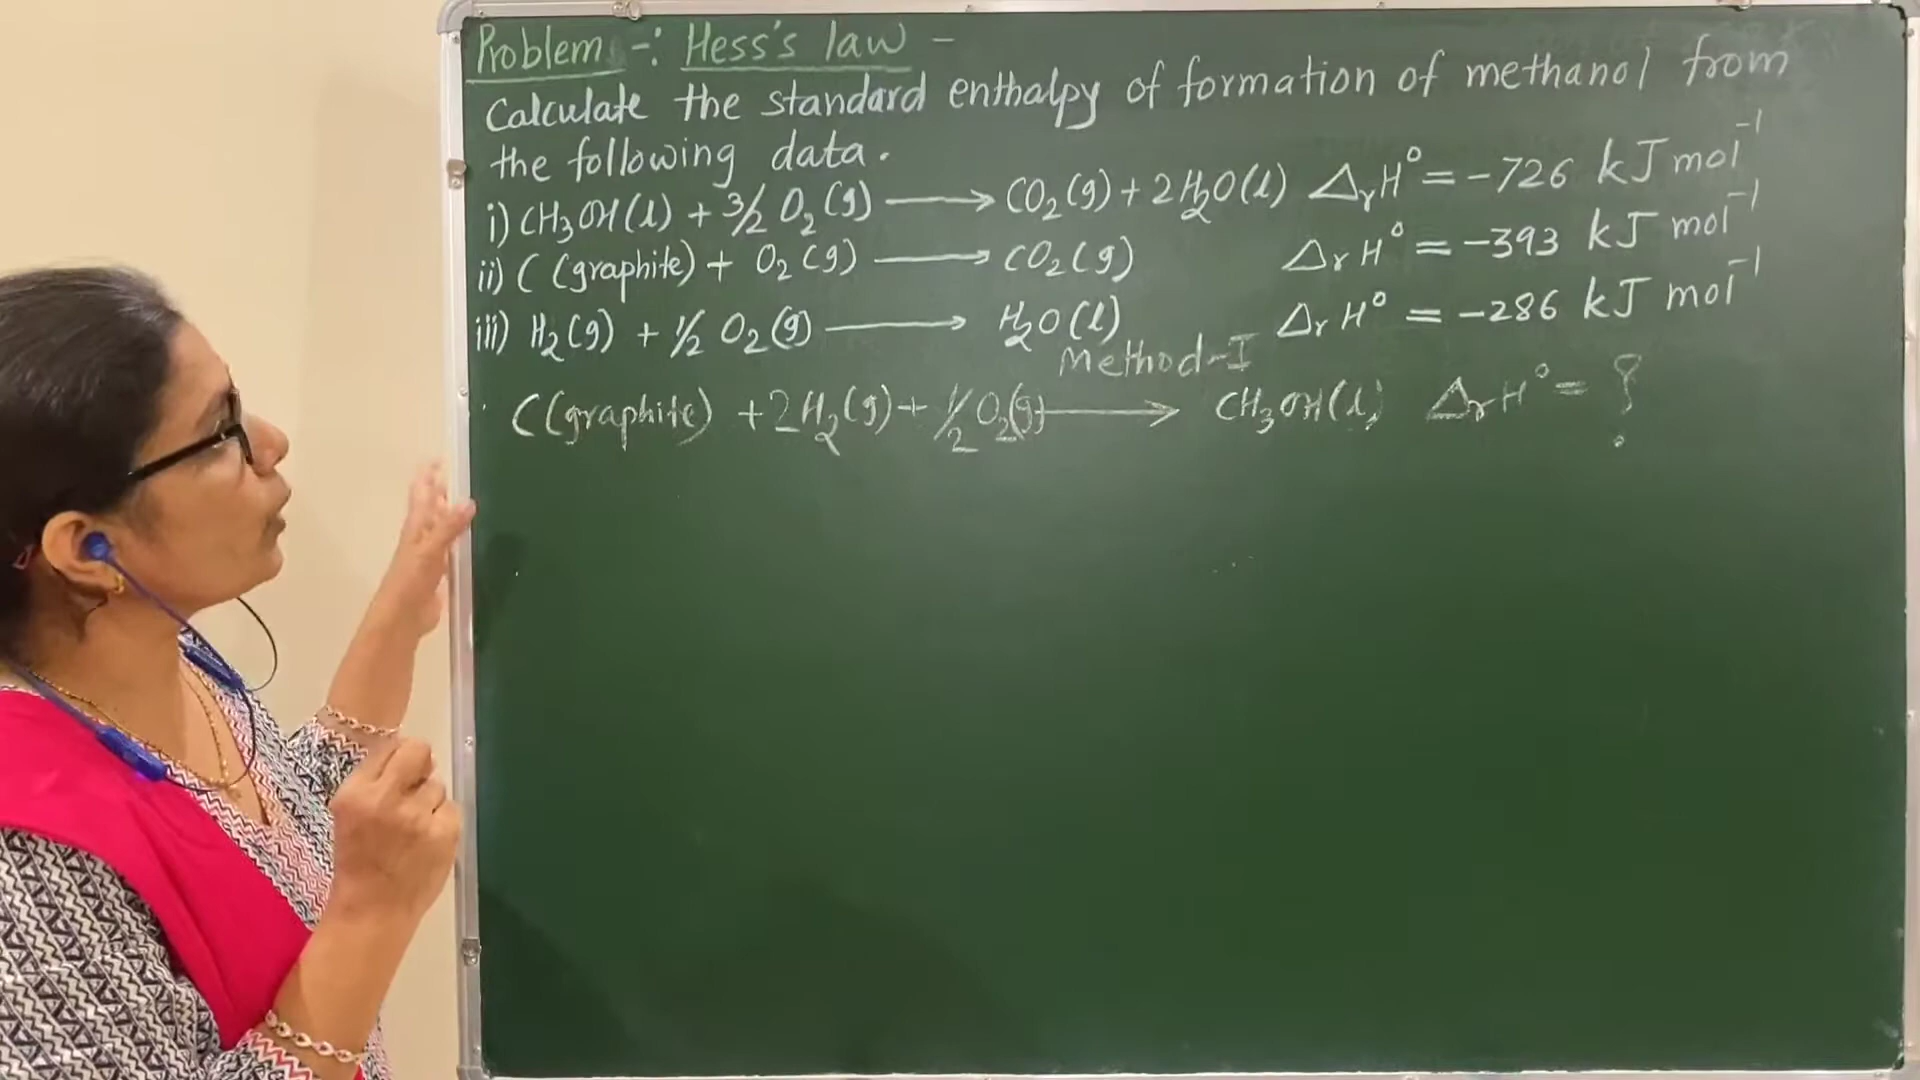 Problem -: Hess's law -
Calculate the standard enthalpy of formation of methanol from
the following data.
i) CH₃OH(l) + 3/2 O₂(g) ⟶ CO₂(g) + 2H₂O(l) ΔᵣH° = -726 kJ mol⁻¹
ii) C (graphite) + O₂(g) ⟶ CO₂(g) ΔᵣH° = -393 kJ mol⁻¹
iii) H₂(g) + 1/2 O₂(g) ⟶ H₂O(l) ΔᵣH° = -286 kJ mol⁻¹
Method-I
C(graphite) + 2H₂(g) + 1/2 O₂(g) ⟶ CH₃OH(l) ΔᵣH° = ?